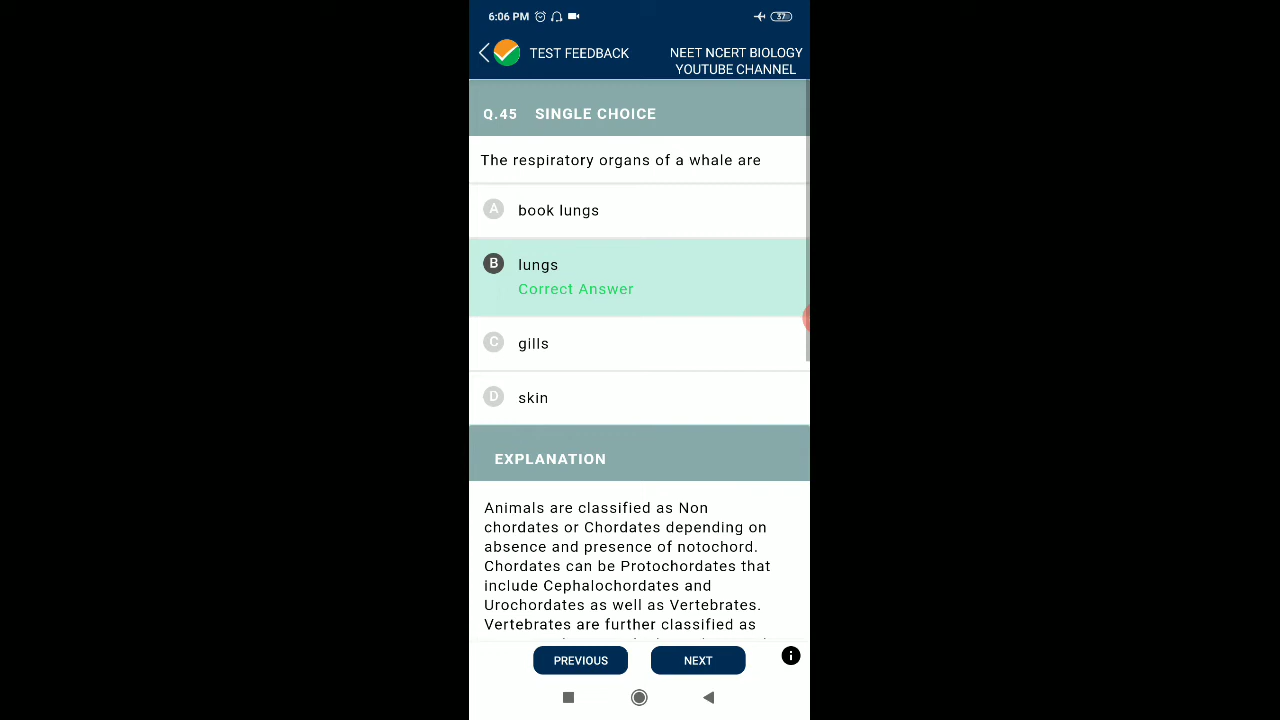 6:06 PM
37
TEST FEEDBACK
NEET NCERT BIOLOGY
YOUTUBE CHANNEL
Q.45 SINGLE CHOICE
The respiratory organs of a whale are
A book lungs
B lungs
Correct Answer
C gills
D skin
EXPLANATION
Animals are classified as Non
chordates or Chordates depending on
absence and presence of notochord.
Chordates can be Protochordates that
include Cephalochordates and
Urochordates as well as Vertebrates.
Vertebrates are further classified as
PREVIOUS NEXT